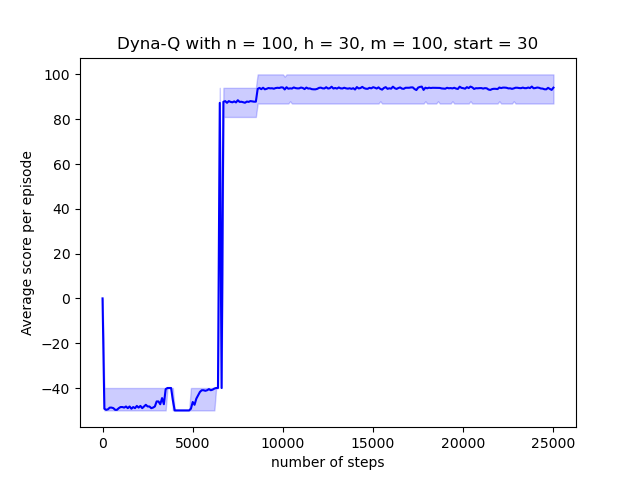 Dyna-Q with n = 100, h = 30, m = 100, start = 30
Average score per episode
100
80
60
40
20
0
−20
−40
0 5000 10000 15000 20000 25000
number of steps